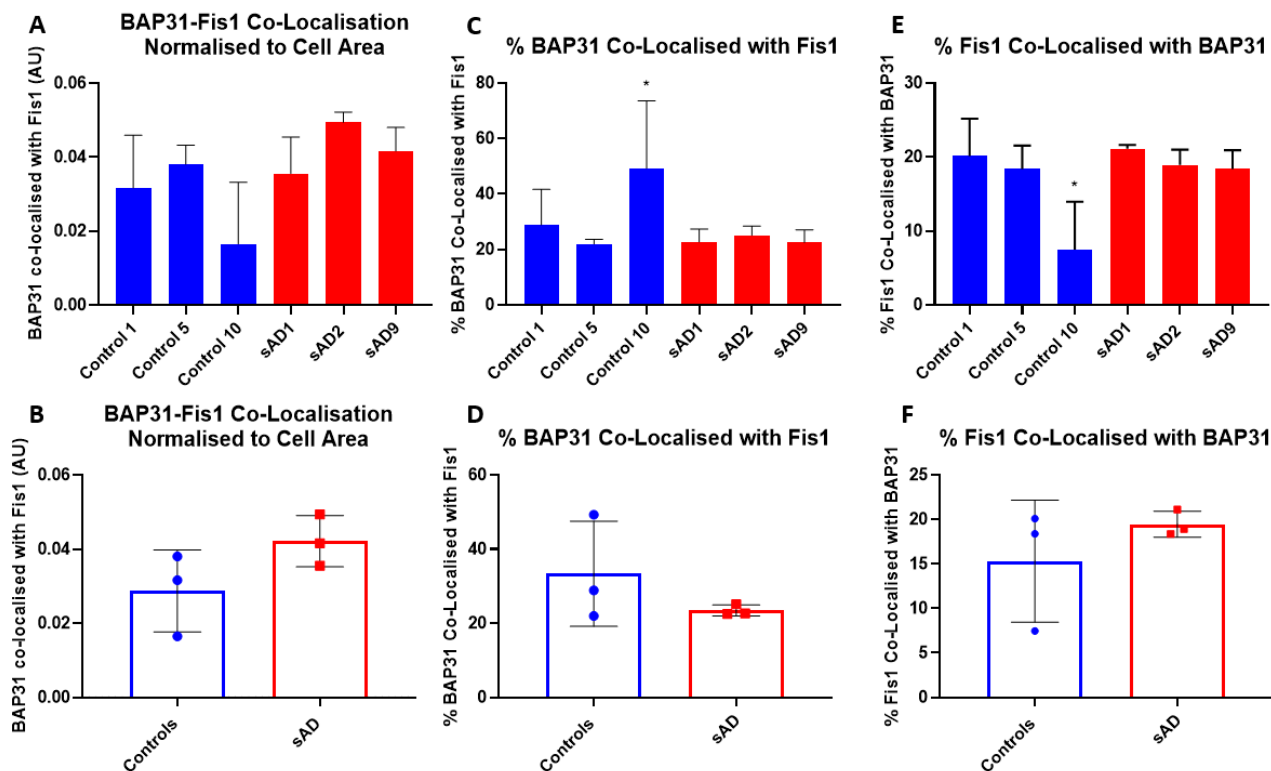 A
BAP31-Fis1 Co-Localisation
Normalised to Cell Area
BAP31 co-localised with Fis1 (AU)
0.06
0.04
0.02
0.00
Control 1
Control 5
Control 10
sAD1
sAD2
sAD9
C
% BAP31 Co-Localised with Fis1
% BAP31 Co-Localised with Fis1
80
60
40
20
0
*
Control 1
Control 5
Control 10
sAD1
sAD2
sAD9
E
% Fis1 Co-Localised with BAP31
% Fis1 Co-Localised with BAP31
30
20
10
0
*
Control 1
Control 5
Control 10
sAD1
sAD2
sAD9
B
BAP31-Fis1 Co-Localisation
Normalised to Cell Area
BAP31 co-localised with Fis1 (AU)
0.06
0.04
0.02
0.00
Controls
sAD
D
% BAP31 Co-Localised with Fis1
% BAP31 Co-Localised with Fis1
60
40
20
0
Controls
sAD
F
% Fis1 Co-Localised with BAP31
% Fis1 Co-Localised with BAP31
25
20
15
10
5
0
Controls
sAD